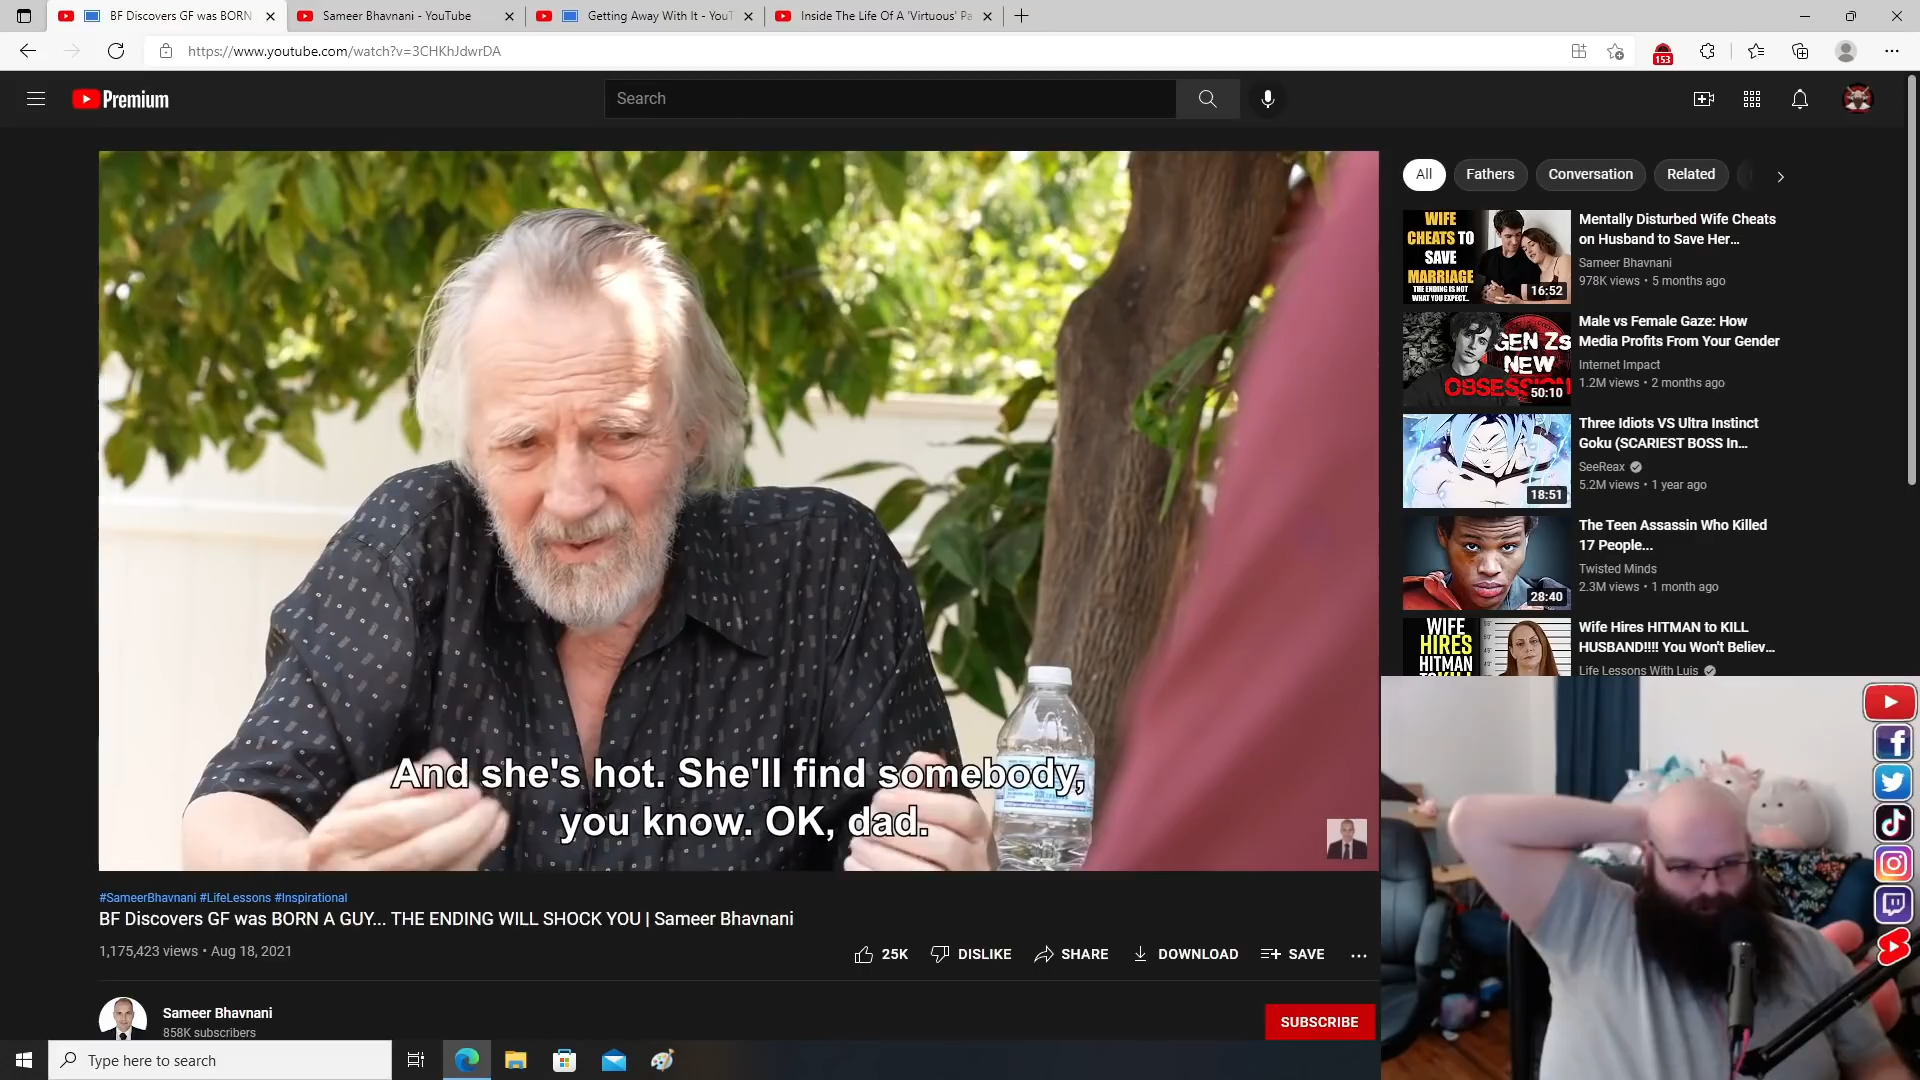 BF Discovers GF was BORN
Sameer Bhavnani - YouTube
Getting Away With It - YouT
Inside The Life Of A 'Virtuous' Pa
https://www.youtube.com/watch?v=3CHKhJdwrDA
153
Premium
Search
All
Fathers
Conversation
Related
WIFE
CHEATS TO
SAVE
MARRIAGE
THE ENDING IS NOT
WHAT YOU EXPECT...
16:52
Mentally Disturbed Wife Cheats
on Husband to Save Her...
Sameer Bhavnani
978K views • 5 months ago
GEN Zs
NEW
OBSESSION
50:10
Male vs Female Gaze: How
Media Profits From Your Gender
Internet Impact
1.2M views • 2 months ago
18:51
Three Idiots VS Ultra Instinct
Goku (SCARIEST BOSS In...
SeeReax
5.2M views • 1 year ago
28:40
The Teen Assassin Who Killed
17 People...
Twisted Minds
2.3M views • 1 month ago
WIFE
HIRES
HITMAN
Wife Hires HITMAN to KILL
HUSBAND!!!! You Won't Believ...
Life Lessons With Luis
And she's hot. She'll find somebody,
you know. OK, dad.
#SameerBhavnani #LifeLessons #Inspirational
BF Discovers GF was BORN A GUY... THE ENDING WILL SHOCK YOU | Sameer Bhavnani
1,175,423 views • Aug 18, 2021
25K
DISLIKE
SHARE
DOWNLOAD
SAVE
Sameer Bhavnani
858K subscribers
SUBSCRIBE
Type here to search